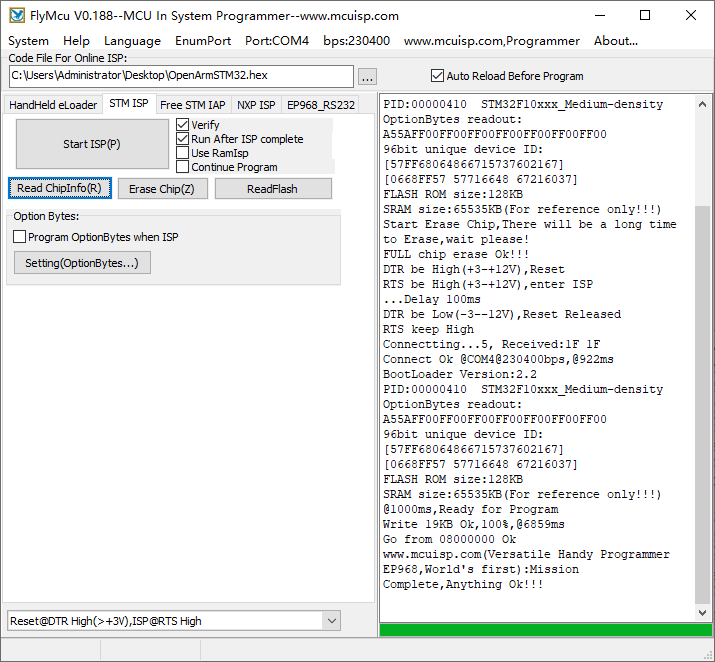 FlyMcu V0.188--MCU In System Programmer--www.mcuisp.com
System Help Language EnumPort Port:COM4 bps:230400 www.mcuisp.com,Programmer About...
Code File For Online ISP:
C:\Users\Administrator\Desktop\OpenArmSTM32.hex ... Auto Reload Before Program
HandHeld eLoader STM ISP Free STM IAP NXP ISP EP968_RS232
Start ISP(P)
Verify
Run After ISP complete
Use RamIsp
Continue Program
Read ChipInfo(R) Erase Chip(Z) ReadFlash
Option Bytes:
Program OptionBytes when ISP
Setting(OptionBytes...)
Reset@DTR High(>+3V),ISP@RTS High
PID:00000410 STM32F10xxx_Medium-density
OptionBytes readout:
A55AFF00FF00FF00FF00FF00FF00FF00
96bit unique device ID:
[57FF68064866715737602167]
[0668FF57 57716648 67216037]
FLASH ROM size:128KB
SRAM size:65535KB(For reference only!!!)
Start Erase Chip,There will be a long time
to Erase,wait please!
FULL chip erase Ok!!!
DTR be High(+3-+12V),Reset
RTS be High(+3-+12V),enter ISP
...Delay 100ms
DTR be Low(-3--12V),Reset Released
RTS keep High
Connectting...5, Received:1F 1F
Connect Ok @COM4@230400bps,@922ms
BootLoader Version:2.2
PID:00000410 STM32F10xxx_Medium-density
OptionBytes readout:
A55AFF00FF00FF00FF00FF00FF00FF00
96bit unique device ID:
[57FF68064866715737602167]
[0668FF57 57716648 67216037]
FLASH ROM size:128KB
SRAM size:65535KB(For reference only!!!)
@1000ms,Ready for Program
Write 19KB Ok,100%,@6859ms
Go from 08000000 Ok
www.mcuisp.com(Versatile Handy Programmer
EP968,World's first):Mission
Complete,Anything Ok!!!